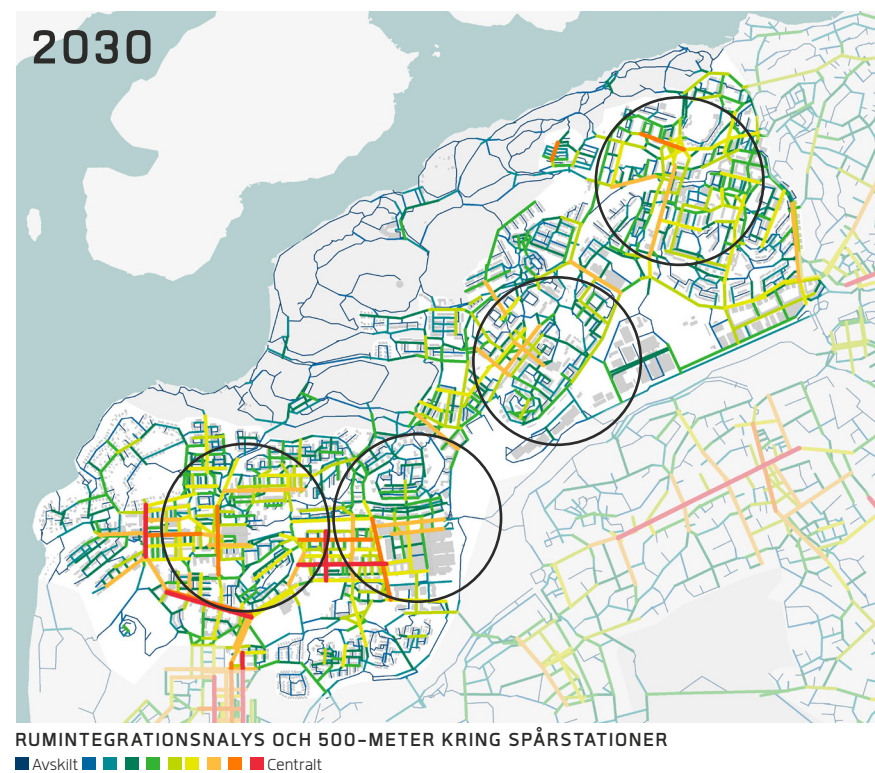 2030
RUMINTEGRATIONSNALYS OCH 500-METER KRING SPÅRSTATIONER
Avskilt Centralt